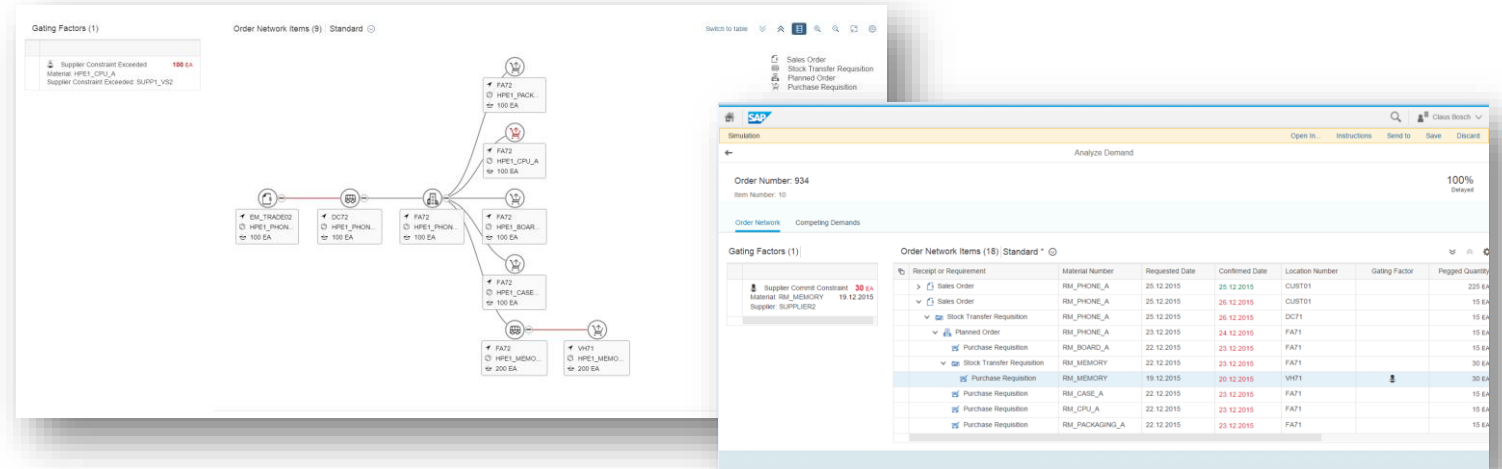 Gating Factors (1)
Order Network Items (9) Standard
Switch to table
Supplier Constraint Exceeded 100 EA
Material: HPE1_CPU_A
Supplier Constraint Exceeded: SUPP1_VS2
Sales Order
Stock Transfer Requisition
Planned Order
Purchase Requisition
FA72
HPE1_PACK...
100 EA
FA72
HPE1_CPU_A
100 EA
EM_TRADE02
HPE1_PHON...
100 EA
DC72
HPE1_PHON...
100 EA
FA72
HPE1_PHON...
100 EA
FA72
HPE1_BOAR...
100 EA
FA72
HPE1_CASE...
100 EA
FA72
HPE1_MEMO...
200 EA
VH71
HPE1_MEMO...
200 EA
SAP
Claus Bosch
Simulation Open In... Instructions Send to Save Discard
Analyze Demand
Order Number: 934 100%
Item Number: 10 Delayed
Order Network Competing Demands
Gating Factors (1)
Order Network Items (18) Standard *
Supplier Commit Constraint 30 EA
Material: RM_MEMORY 19.12.2015
Supplier: SUPPLIER2
Receipt or Requirement Material Number Requested Date Confirmed Date Location Number Gating Factor Pegged Quantity
Sales Order RM_PHONE_A 25.12.2015 25.12.2015 CUST01 225 EA
Sales Order RM_PHONE_A 25.12.2015 26.12.2015 CUST01 15 EA
Stock Transfer Requisition RM_PHONE_A 25.12.2015 26.12.2015 DC71 15 EA
Planned Order RM_PHONE_A 23.12.2015 24.12.2015 FA71 15 EA
Purchase Requisition RM_BOARD_A 22.12.2015 23.12.2015 FA71 15 EA
Stock Transfer Requisition RM_MEMORY 22.12.2015 23.12.2015 FA71 30 EA
Purchase Requisition RM_MEMORY 19.12.2015 20.12.2015 VH71 30 EA
Purchase Requisition RM_CASE_A 22.12.2015 23.12.2015 FA71 15 EA
Purchase Requisition RM_CPU_A 22.12.2015 23.12.2015 FA71 15 EA
Purchase Requisition RM_PACKAGING_A 22.12.2015 23.12.2015 FA71 15 EA